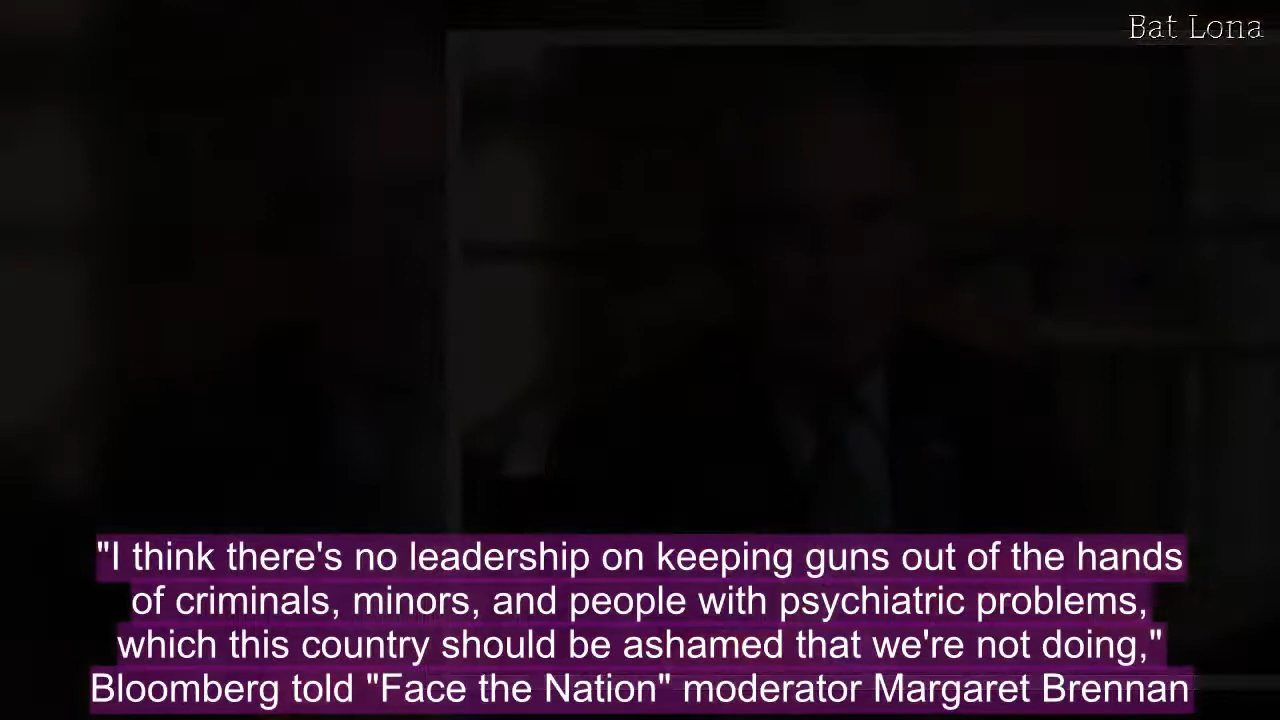 Bat Lona
"I think there's no leadership on keeping guns out of the hands
of criminals, minors, and people with psychiatric problems,
which this country should be ashamed that we're not doing,"
Bloomberg told "Face the Nation" moderator Margaret Brennan